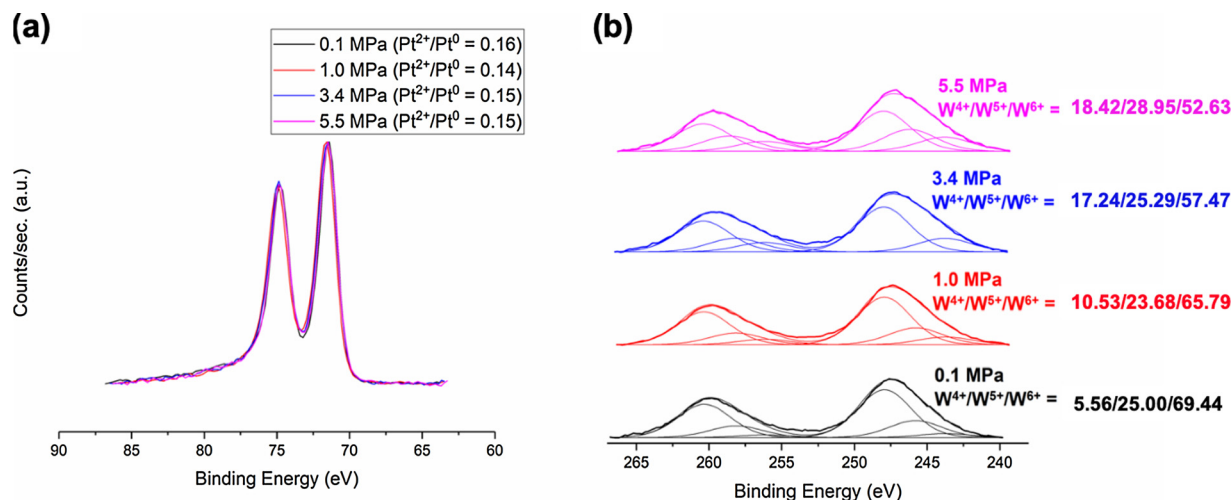 (a)
0.1 MPa (Pt²⁺/Pt⁰ = 0.16)
1.0 MPa (Pt²⁺/Pt⁰ = 0.14)
3.4 MPa (Pt²⁺/Pt⁰ = 0.15)
5.5 MPa (Pt²⁺/Pt⁰ = 0.15)
Counts/sec. (a.u.)
90 85 80 75 70 65 60
Binding Energy (eV)
(b)
5.5 MPa
W⁴⁺/W⁵⁺/W⁶⁺ = 18.42/28.95/52.63
3.4 MPa
W⁴⁺/W⁵⁺/W⁶⁺ = 17.24/25.29/57.47
1.0 MPa
W⁴⁺/W⁵⁺/W⁶⁺ = 10.53/23.68/65.79
0.1 MPa
W⁴⁺/W⁵⁺/W⁶⁺ = 5.56/25.00/69.44
265 260 255 250 245 240
Binding Energy (eV)